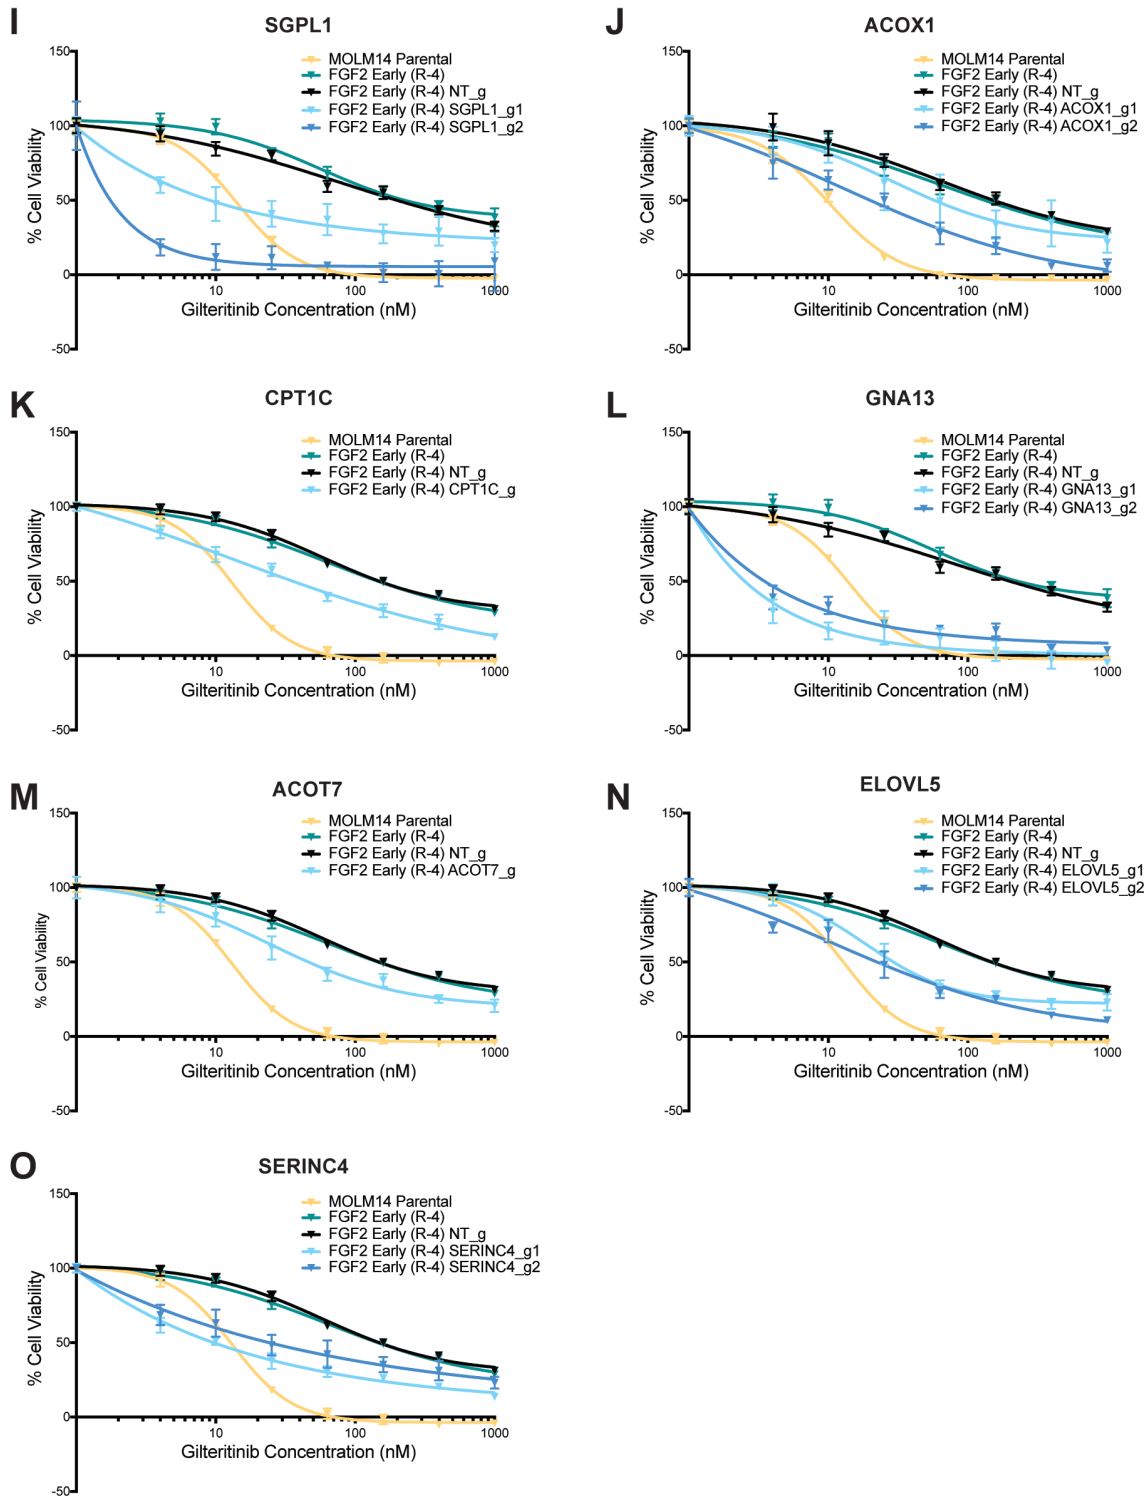 I
SGPL1
150
100
50
0
-50
% Cell Viability
MOLM14 Parental
FGF2 Early (R-4)
FGF2 Early (R-4) NT_g
FGF2 Early (R-4) SGPL1_g1
FGF2 Early (R-4) SGPL1_g2
10
100
1000
Gilteritinib Concentration (nM)
J
ACOX1
150
100
50
0
-50
% Cell Viability
MOLM14 Parental
FGF2 Early (R-4)
FGF2 Early (R-4) NT_g
FGF2 Early (R-4) ACOX1_g1
FGF2 Early (R-4) ACOX1_g2
10
100
1000
Gilteritinib Concentration (nM)
K
CPT1C
150
100
50
0
-50
% Cell Viability
MOLM14 Parental
FGF2 Early (R-4)
FGF2 Early (R-4) NT_g
FGF2 Early (R-4) CPT1C_g
10
100
1000
Gilteritinib Concentration (nM)
L
GNA13
150
100
50
0
-50
% Cell Viability
MOLM14 Parental
FGF2 Early (R-4)
FGF2 Early (R-4) NT_g
FGF2 Early (R-4) GNA13_g1
FGF2 Early (R-4) GNA13_g2
10
100
1000
Gilteritinib Concentration (nM)
M
ACOT7
150
100
50
0
-50
% Cell Viability
MOLM14 Parental
FGF2 Early (R-4)
FGF2 Early (R-4) NT_g
FGF2 Early (R-4) ACOT7_g
10
100
1000
Gilteritinib Concentration (nM)
N
ELOVL5
150
100
50
0
-50
% Cell Viability
MOLM14 Parental
FGF2 Early (R-4)
FGF2 Early (R-4) NT_g
FGF2 Early (R-4) ELOVL5_g1
FGF2 Early (R-4) ELOVL5_g2
10
100
1000
Gilteritinib Concentration (nM)
O
SERINC4
150
100
50
0
-50
% Cell Viability
MOLM14 Parental
FGF2 Early (R-4)
FGF2 Early (R-4) NT_g
FGF2 Early (R-4) SERINC4_g1
FGF2 Early (R-4) SERINC4_g2
10
100
1000
Gilteritinib Concentration (nM)